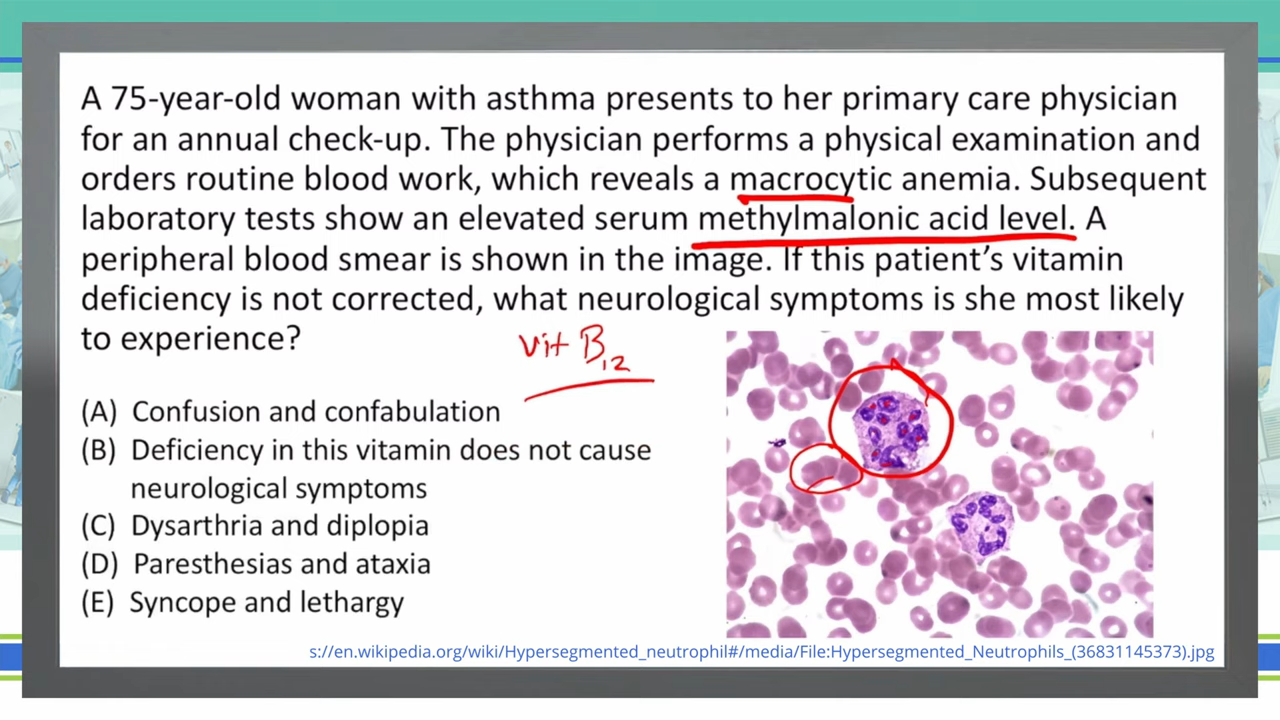 A 75-year-old woman with asthma presents to her primary care physician
for an annual check-up. The physician performs a physical examination and
orders routine blood work, which reveals a macrocytic anemia. Subsequent
laboratory tests show an elevated serum methylmalonic acid level. A
peripheral blood smear is shown in the image. If this patient’s vitamin
deficiency is not corrected, what neurological symptoms is she most likely
to experience?
vit B12
(A) Confusion and confabulation
(B) Deficiency in this vitamin does not cause
neurological symptoms
(C) Dysarthria and diplopia
(D) Paresthesias and ataxia
(E) Syncope and lethargy
s://en.wikipedia.org/wiki/Hypersegmented_neutrophil#/media/File:Hypersegmented_Neutrophils_(36831145373).jpg